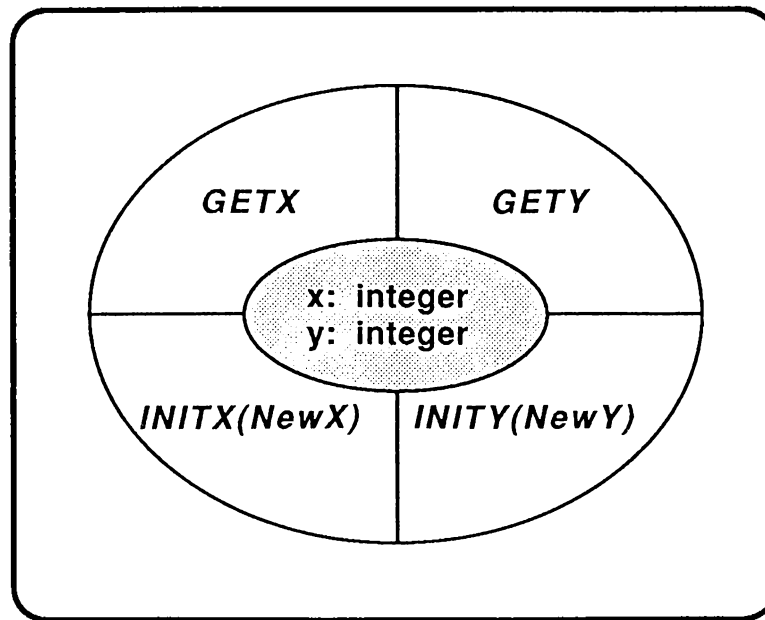 GETX
GETY
x: integer
y: integer
INITX(NewX)
INITY(NewY)